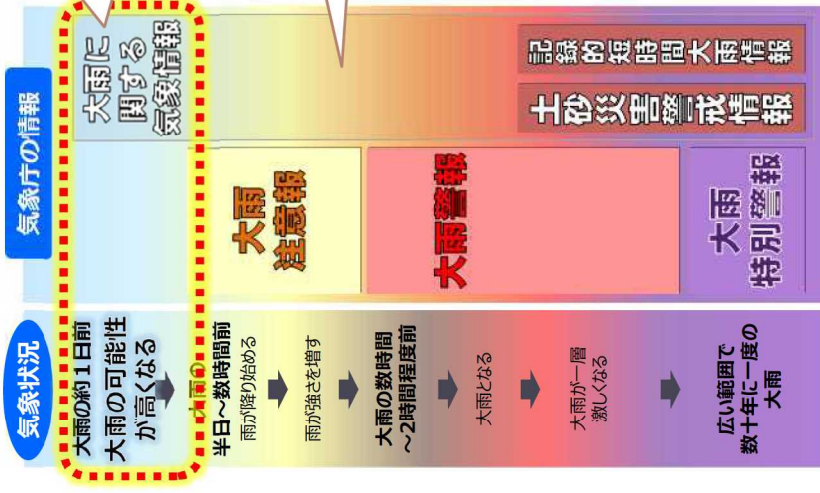 気象状況
大雨の約1日前
大雨の可能性
が高くなる
大雨の
半日～数時間前
雨が降り始める
雨が強さを増す
大雨の数時間
～2時間程度前
大雨となる
大雨が一層
激しくなる
広い範囲で
数十年に一度の
大雨
気象庁の情報
大雨に
関する
気象情報
大雨
注意報
大雨警報
大雨
特別警報
土砂災害警戒情報
記録的短時間大雨情報